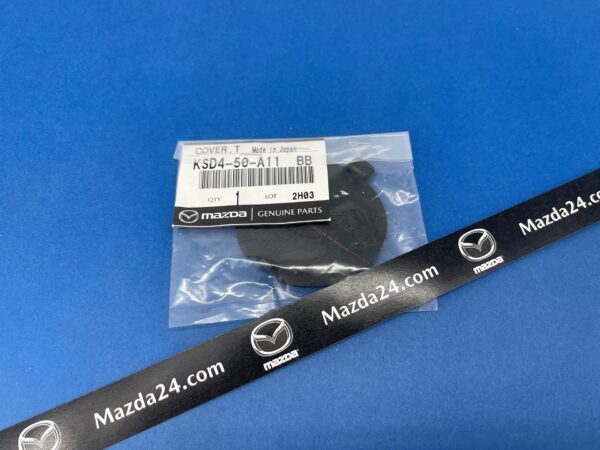 COVER.T Made in Japan
KSD4-50-A11 BB
QTY 1 LOT 2H03
mazda GENUINE PARTS
Mazda24.com
mazda
Mazda24.com
mazda
Mazda24.com